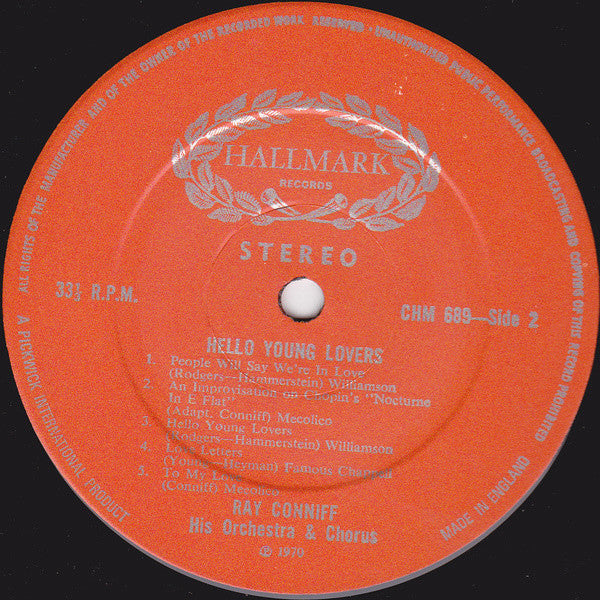 ALL RIGHTS OF THE MANUFACTURER AND OF THE OWNER OF THE RECORDED WORK RESERVED · UNAUTHORISED PUBLIC PERFORMANCE BROADCASTING AND COPYING OF THIS RECORD PROHIBITED
HALLMARK
RECORDS
STEREO
33⅓ R.P.M.
CHM 689—Side 2
HELLO YOUNG LOVERS
1. People Will Say We're In Love
(Rodgers—Hammerstein) Williamson
2. An Improvisation on Chopin's "Nocturne
In E Flat"
(Adapt. Conniff) Mecolico
3. Hello Young Lovers
(Rodgers—Hammerstein) Williamson
4. Love Letters
(Young—Heyman) Famous Chappell
5. To My Love
(Conniff) Mecolico
RAY CONNIFF
His Orchestra & Chorus
℗ 1970
A PICKWICK INTERNATIONAL PRODUCT
MADE IN ENGLAND